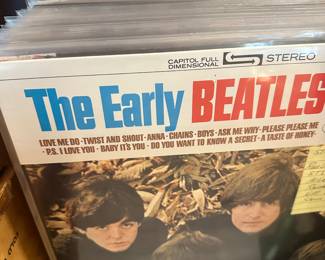 CAPITOL FULL
DIMENSIONAL
STEREO
The Early BEATLES
LOVE ME DO · TWIST AND SHOUT · ANNA · CHAINS · BOYS · ASK ME WHY · PLEASE PLEASE ME
· P.S. I LOVE YOU · BABY IT'S YOU · DO YOU WANT TO KNOW A SECRET · A TASTE OF HONEY ·